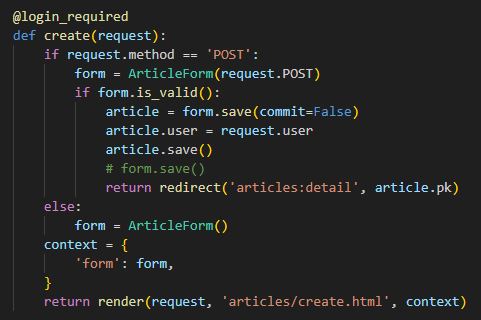 @login_required
def create(request):
    if request.method == 'POST':
        form = ArticleForm(request.POST)
        if form.is_valid():
            article = form.save(commit=False)
            article.user = request.user
            article.save()
            # form.save()
            return redirect('articles:detail', article.pk)
    else:
        form = ArticleForm()
    context = {
        'form': form,
    }
    return render(request, 'articles/create.html', context)